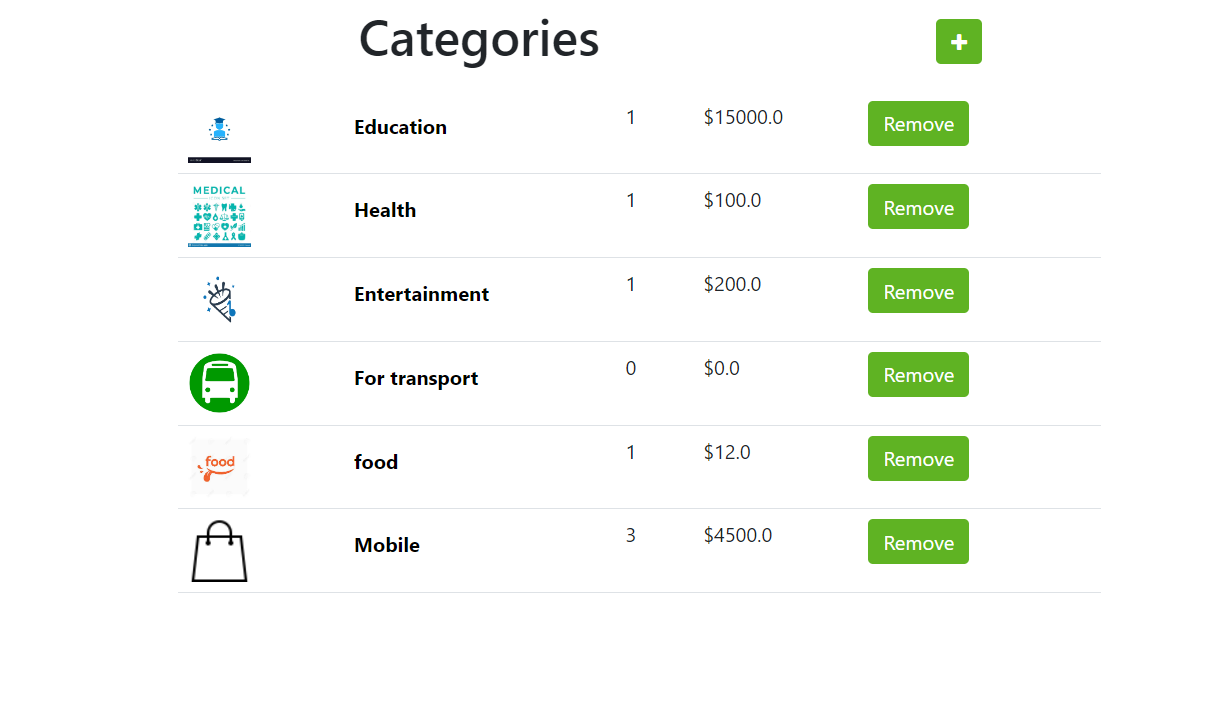 Categories
Education 1 $15000.0 Remove
MEDICAL
Health 1 $100.0 Remove
Entertainment 1 $200.0 Remove
For transport 0 $0.0 Remove
food
food 1 $12.0 Remove
Mobile 3 $4500.0 Remove